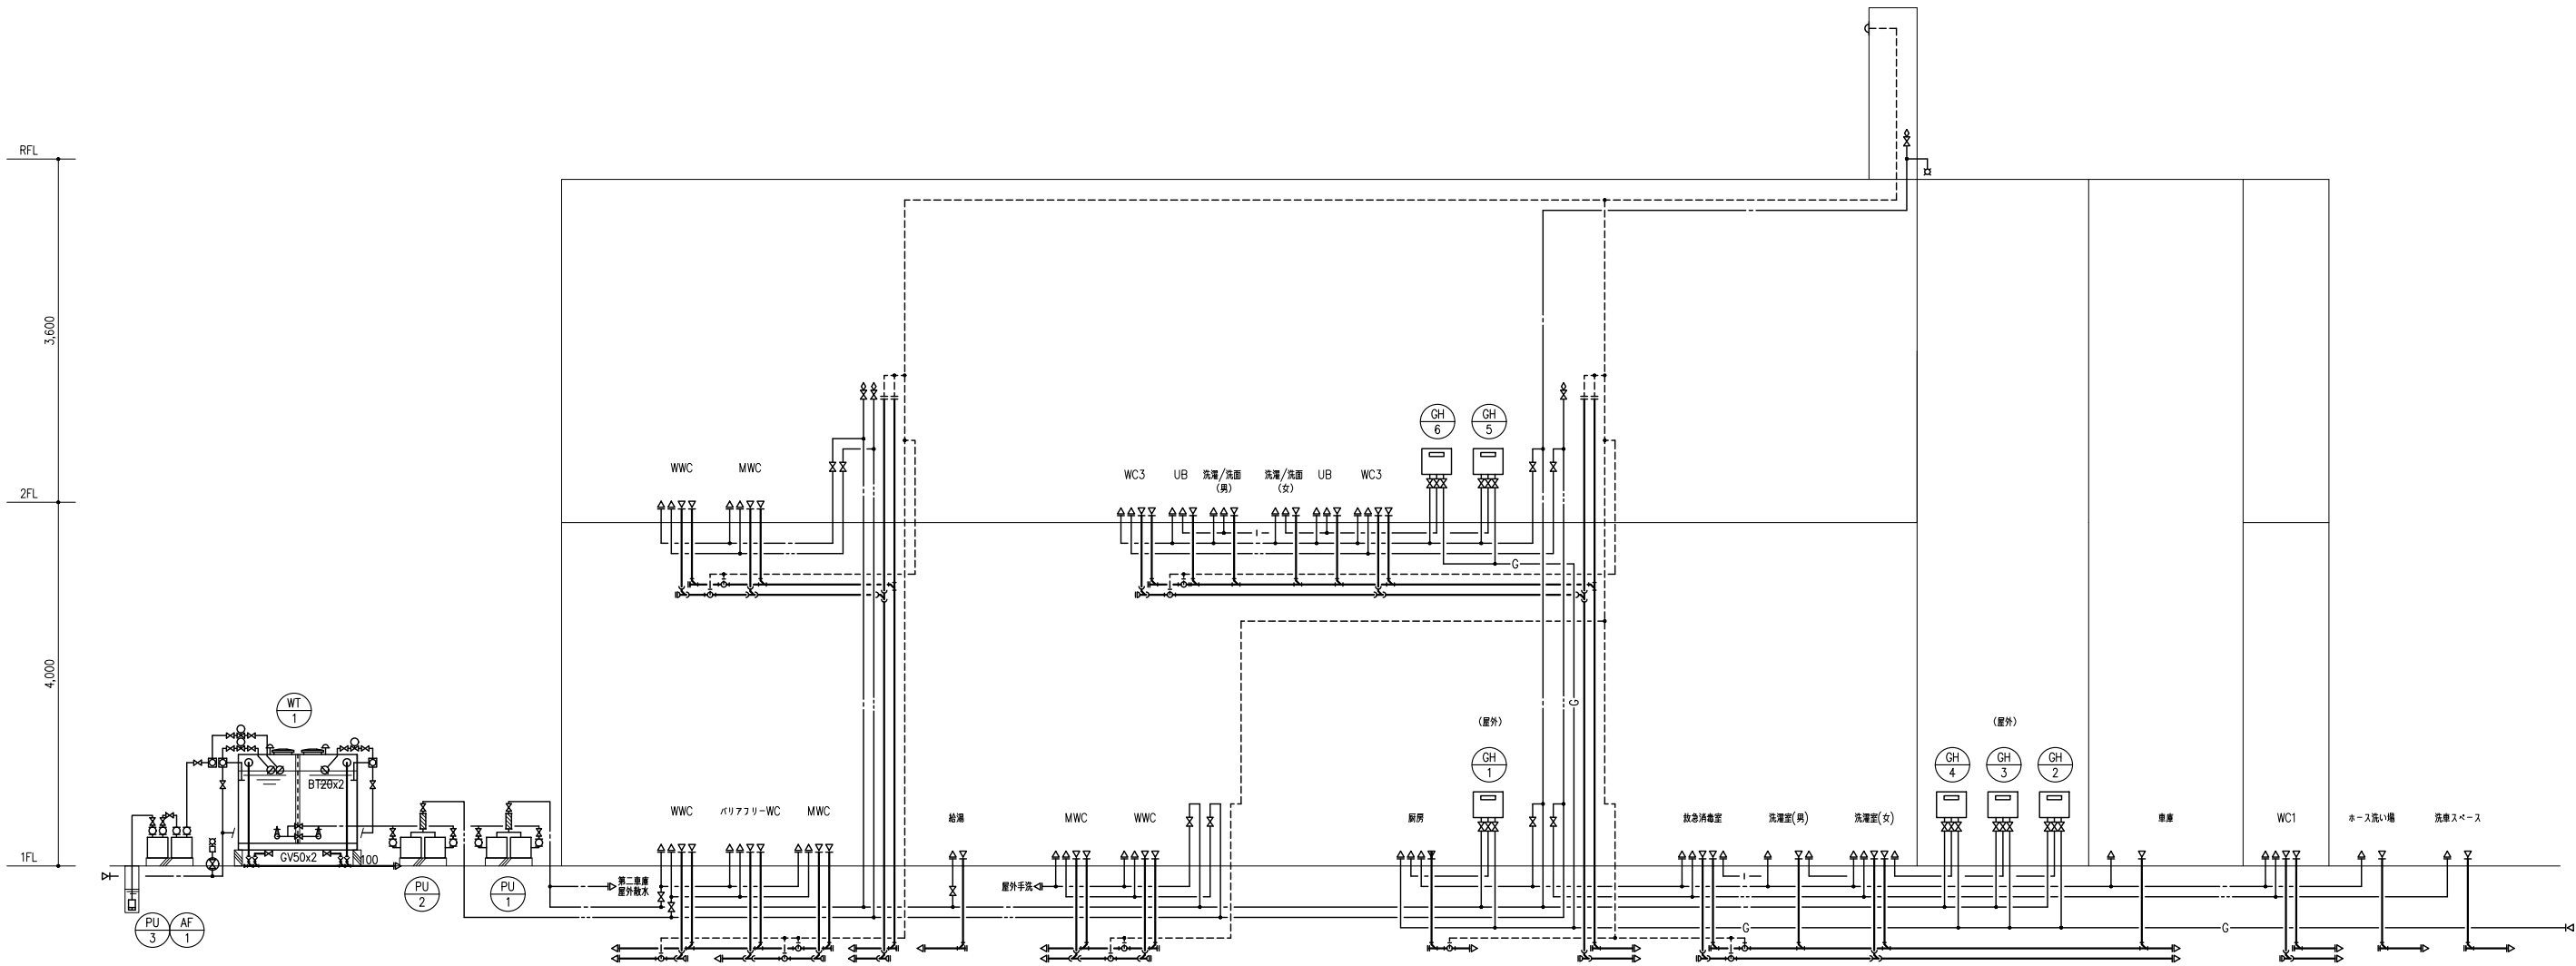 RFL
3,600
GH
6
GH
5
WWC
MWC
WC3
UB
洗濯/洗面
(男)
洗濯/洗面
(女)
UB
WC3
2FL
G
4,000
WT
1
G
(屋外)
(屋外)
GH
1
GH
4
GH
3
GH
2
BT20x2
WWC
バリアフリーWC
MWC
給湯
MWC
WWC
厨房
救急消毒室
洗濯室(男)
洗濯室(女)
車庫
WC1
ホース洗い場
洗車スペース
1FL
GV50x2
100
第二車庫
屋外散水
屋外手洗
PU
2
PU
1
PU
3
AF
1
G
G